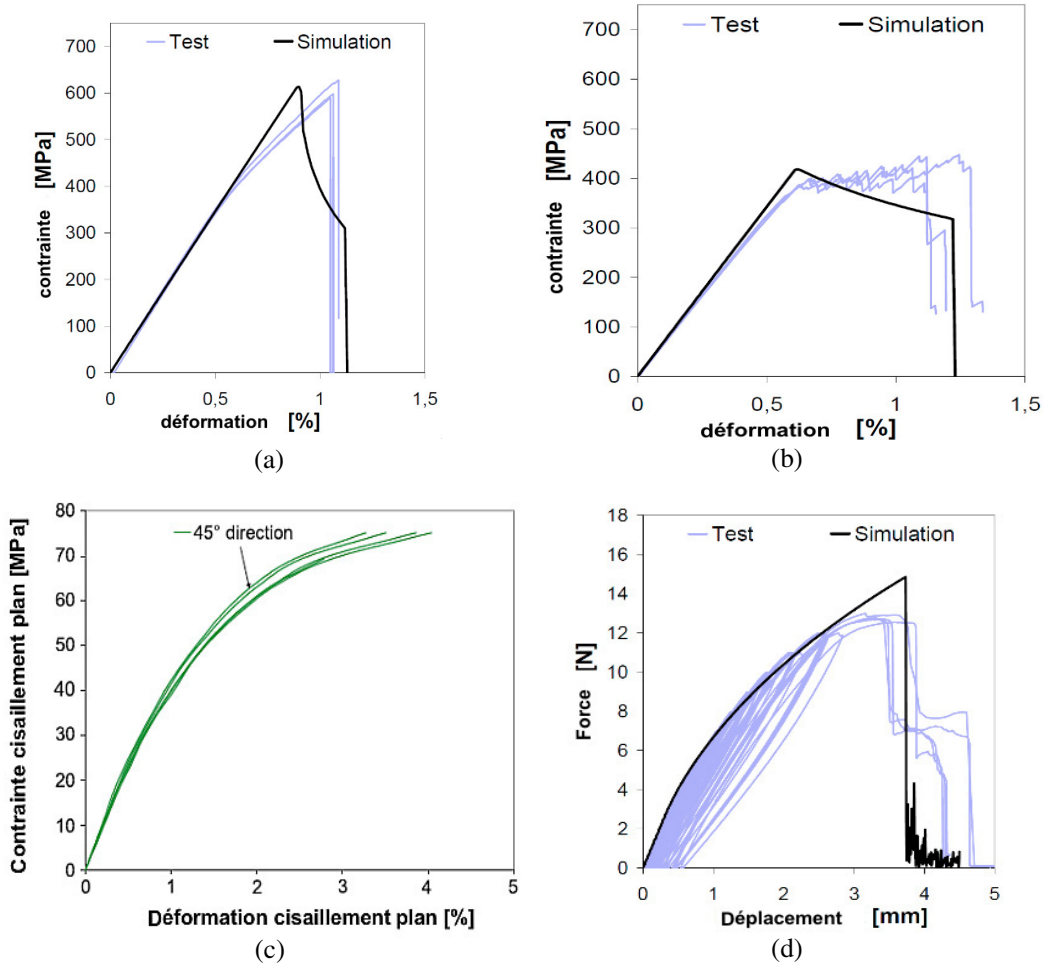 Test Simulation
700
600
500
400
300
200
100
0
0 0,5 1 1,5
contrainte [MPa]
déformation [%]
(a)
Test Simulation
700
600
500
400
300
200
100
0
0 0,5 1 1,5
contrainte [MPa]
déformation [%]
(b)
80
70
60
50
40
30
20
10
0
0 1 2 3 4 5
45° direction
Contrainte cisaillement plan [MPa]
Déformation cisaillement plan [%]
(c)
Test Simulation
18
16
14
12
10
8
6
4
2
0
0 1 2 3 4 5
Force [N]
Déplacement [mm]
(d)